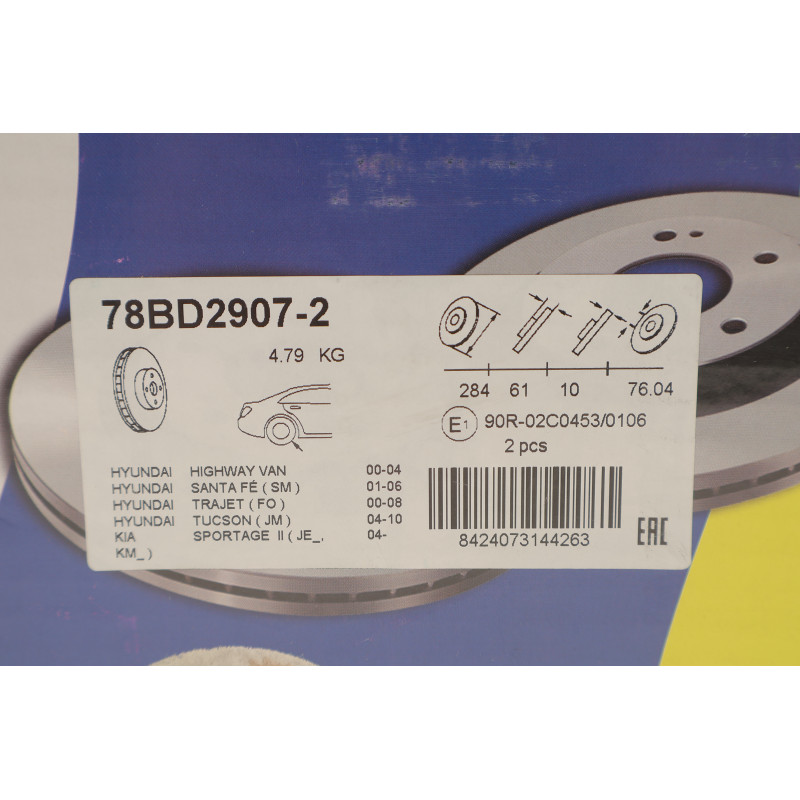 78BD2907-2
4.79 KG
284 61 10 76.04
E1 90R-02C0453/0106
2 pcs
HYUNDAI HIGHWAY VAN 00-04
HYUNDAI SANTA FÉ ( SM ) 01-06
HYUNDAI TRAJET ( FO ) 00-08
HYUNDAI TUCSON ( JM ) 04-10
KIA SPORTAGE II ( JE_, 04-
KM_ )
8424073144263
EAC